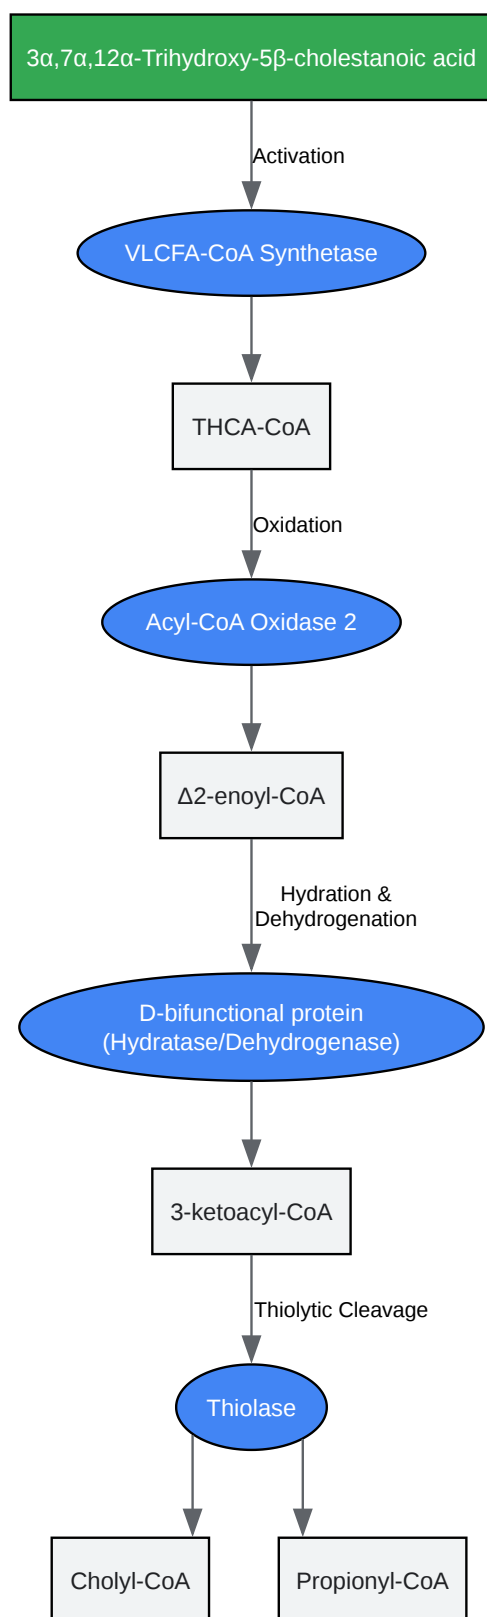 3α,7α,12α-Trihydroxy-5β-cholestanoic acid
Activation
VLCFA-CoA Synthetase
THCA-CoA
Oxidation
Acyl-CoA Oxidase 2
Δ2-enoyl-CoA
Hydration &
Dehydrogenation
D-bifunctional protein
(Hydratase/Dehydrogenase)
3-ketoacyl-CoA
Thiolytic Cleavage
Thiolase
Cholyl-CoA
Propionyl-CoA